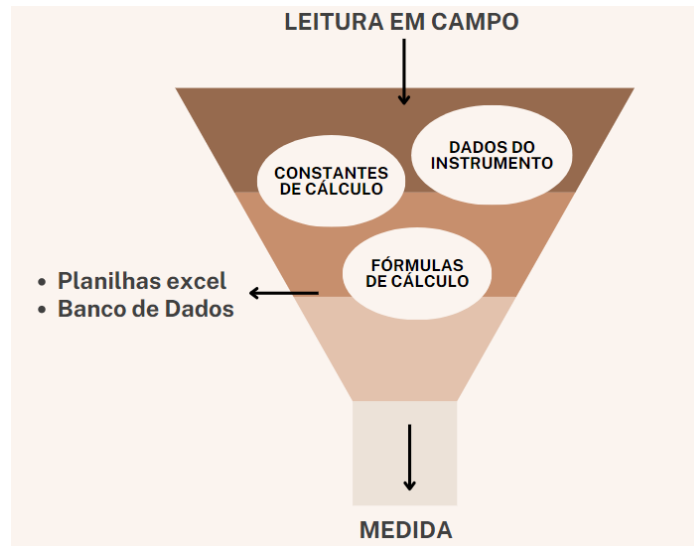 LEITURA EM CAMPO
DADOS DO
INSTRUMENTO
CONSTANTES
DE CÁLCULO
FÓRMULAS
DE CÁLCULO
• Planilhas excel
• Banco de Dados
MEDIDA